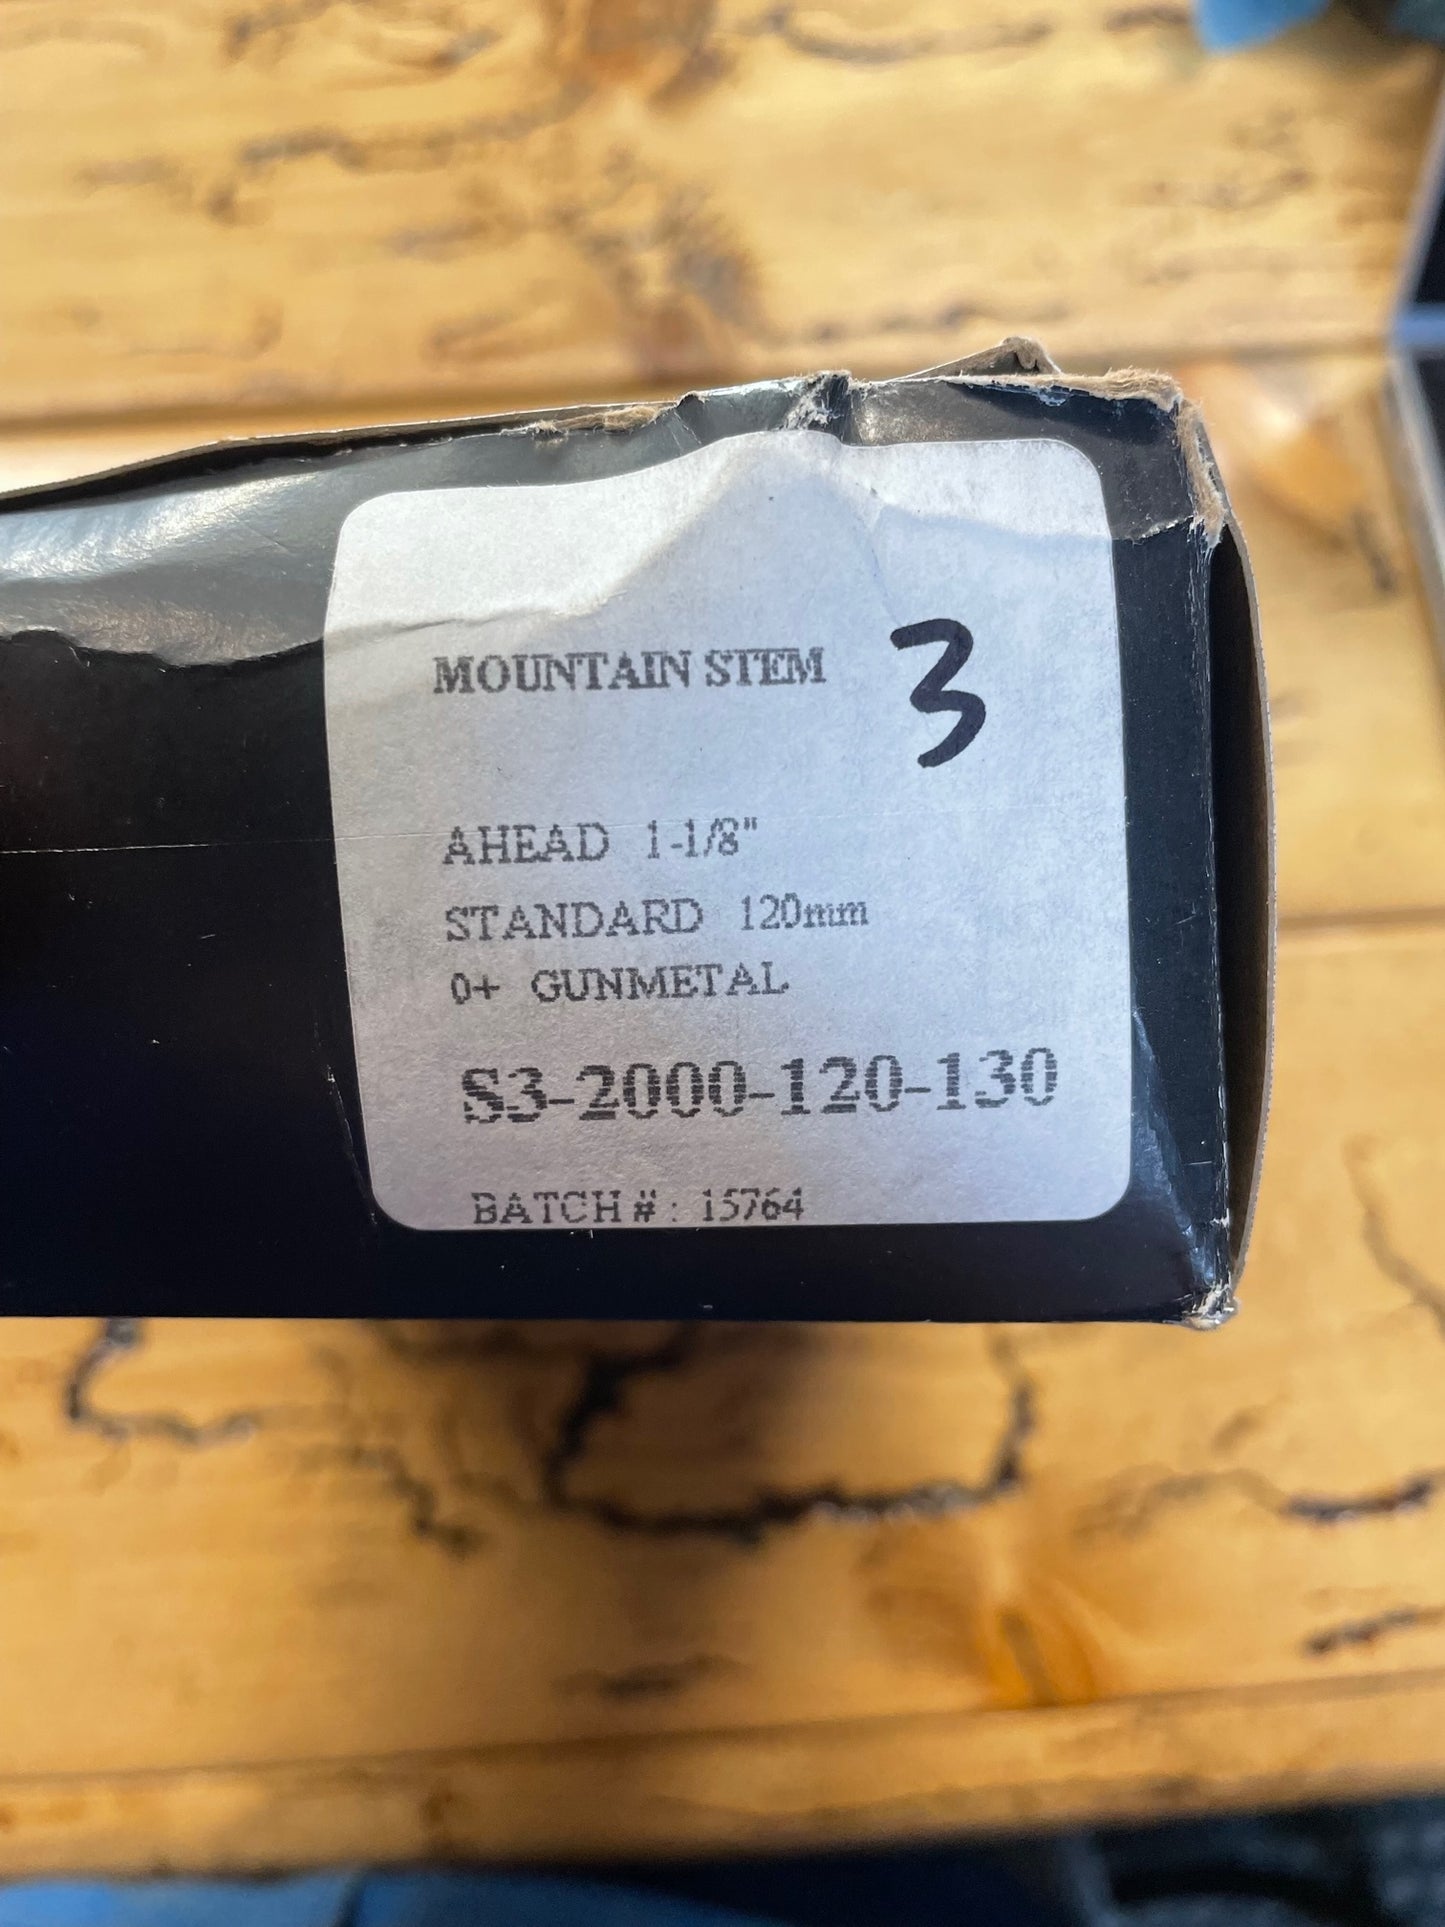 MOUNTAIN STEM 3
AHEAD 1-1/8"
STANDARD 120mm
0+ GUNMETAL
S3-2000-120-130
BATCH # : 15764